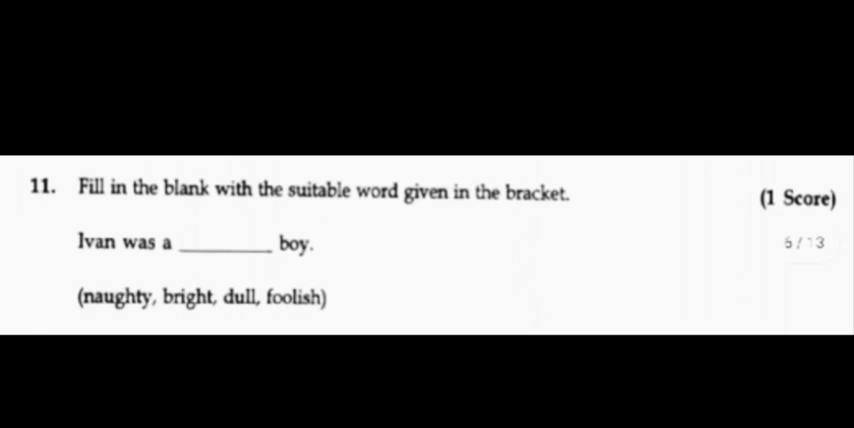 11. Fill in the blank with the suitable word given in the bracket. (1 Score)
Ivan was a ________ boy.
6/13
(naughty, bright, dull, foolish)